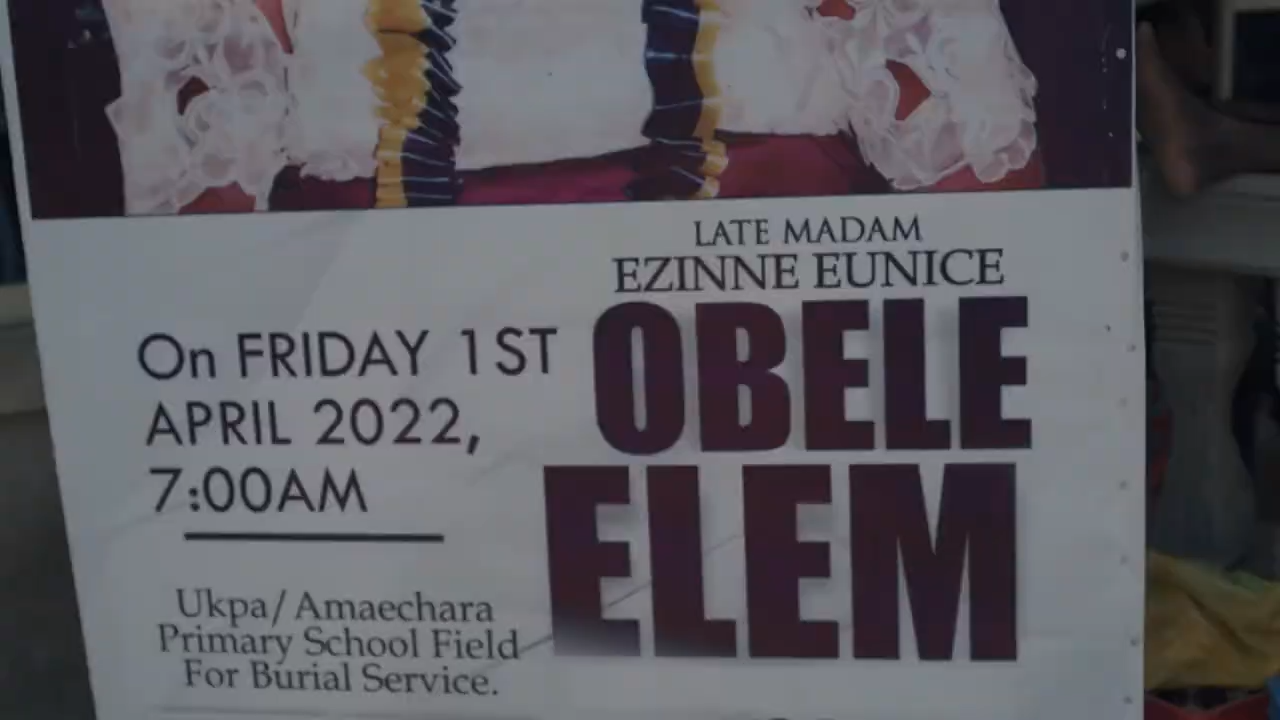 LATE MADAM
EZINNE EUNICE
OBELE
ELEM
On FRIDAY 1ST
APRIL 2022,
7:00AM
Ukpa/Amaechara
Primary School Field
For Burial Service.